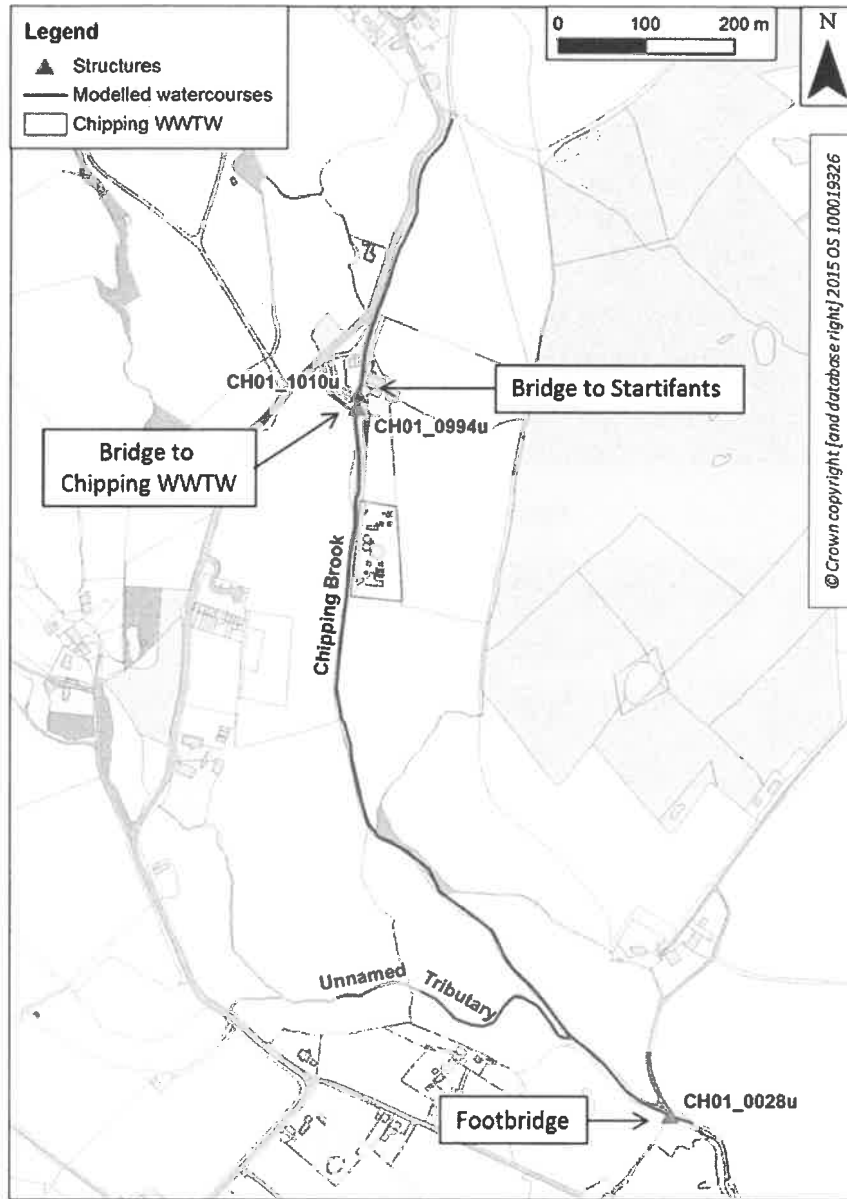 Legend
Structures
Modelled watercourses
Chipping WWTW
0 100 200 m
N
© Crown copyright [and database right] 2015 OS 100019326
CH01_1010u
Bridge to Startifants
CH01_0994u
Bridge to
Chipping WWTW
Chipping Brook
Unnamed Tributary
CH01_0028u
Footbridge